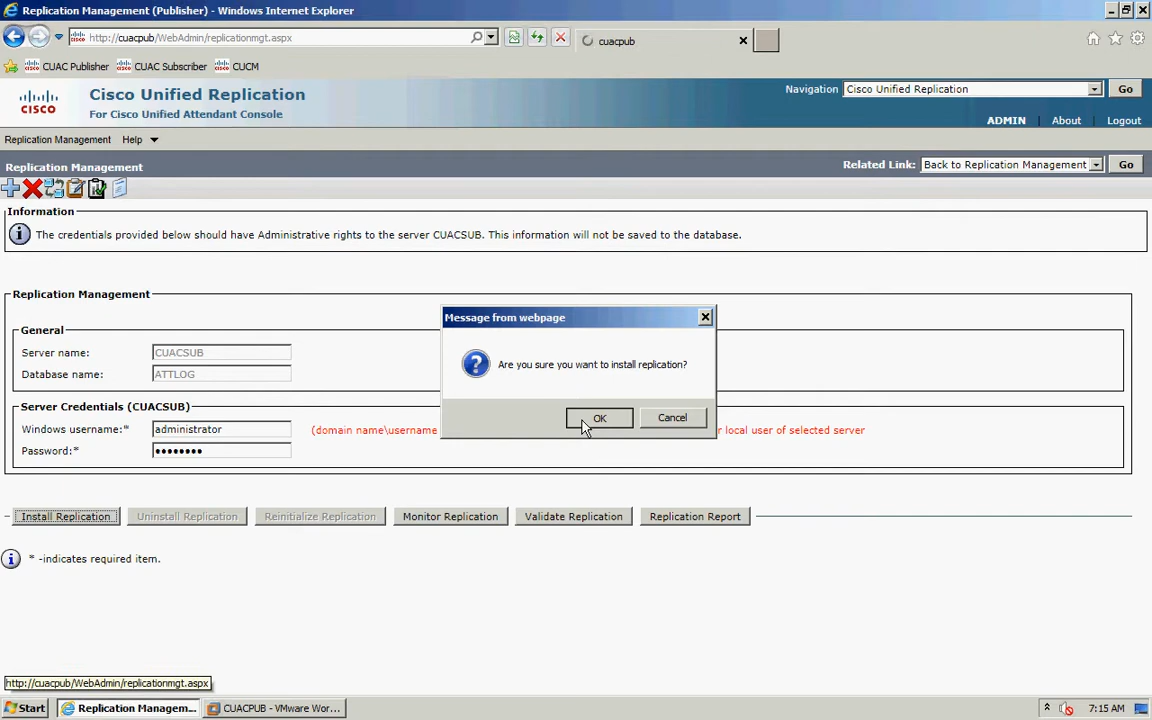 Replication Management (Publisher) - Windows Internet Explorer
http://cuacpub/WebAdmin/replicationmgt.aspx
cuacpub
CUAC Publisher CUAC Subscriber CUCM
CISCO
Cisco Unified Replication
For Cisco Unified Attendant Console
Navigation Cisco Unified Replication Go
ADMIN | About | Logout
Replication Management Help
Replication Management
Related Link: Back to Replication Management Go
Information
The credentials provided below should have Administrative rights to the server CUACSUB. This information will not be saved to the database.
Replication Management
General
Server name: CUACSUB
Database name: ATTLOG
Server Credentials (CUACSUB)
Windows username:* administrator (domain name\username
r local user of selected server
Password:* ••••••••
Message from webpage
Are you sure you want to install replication?
OK Cancel
Install Replication Uninstall Replication Reinitialize Replication Monitor Replication Validate Replication Replication Report
* -indicates required item.
http://cuacpub/WebAdmin/replicationmgt.aspx
Start Replication Managem... CUACPUB - VMware Wor... 7:15 AM